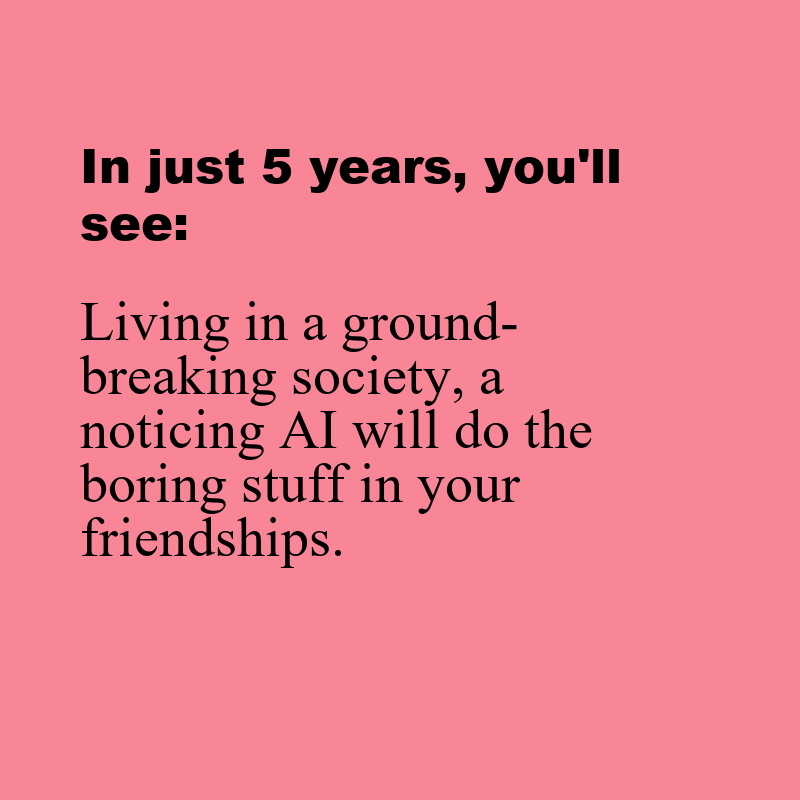 In just 5 years, you'll
see:
Living in a ground-
breaking society, a
noticing AI will do the
boring stuff in your
friendships.